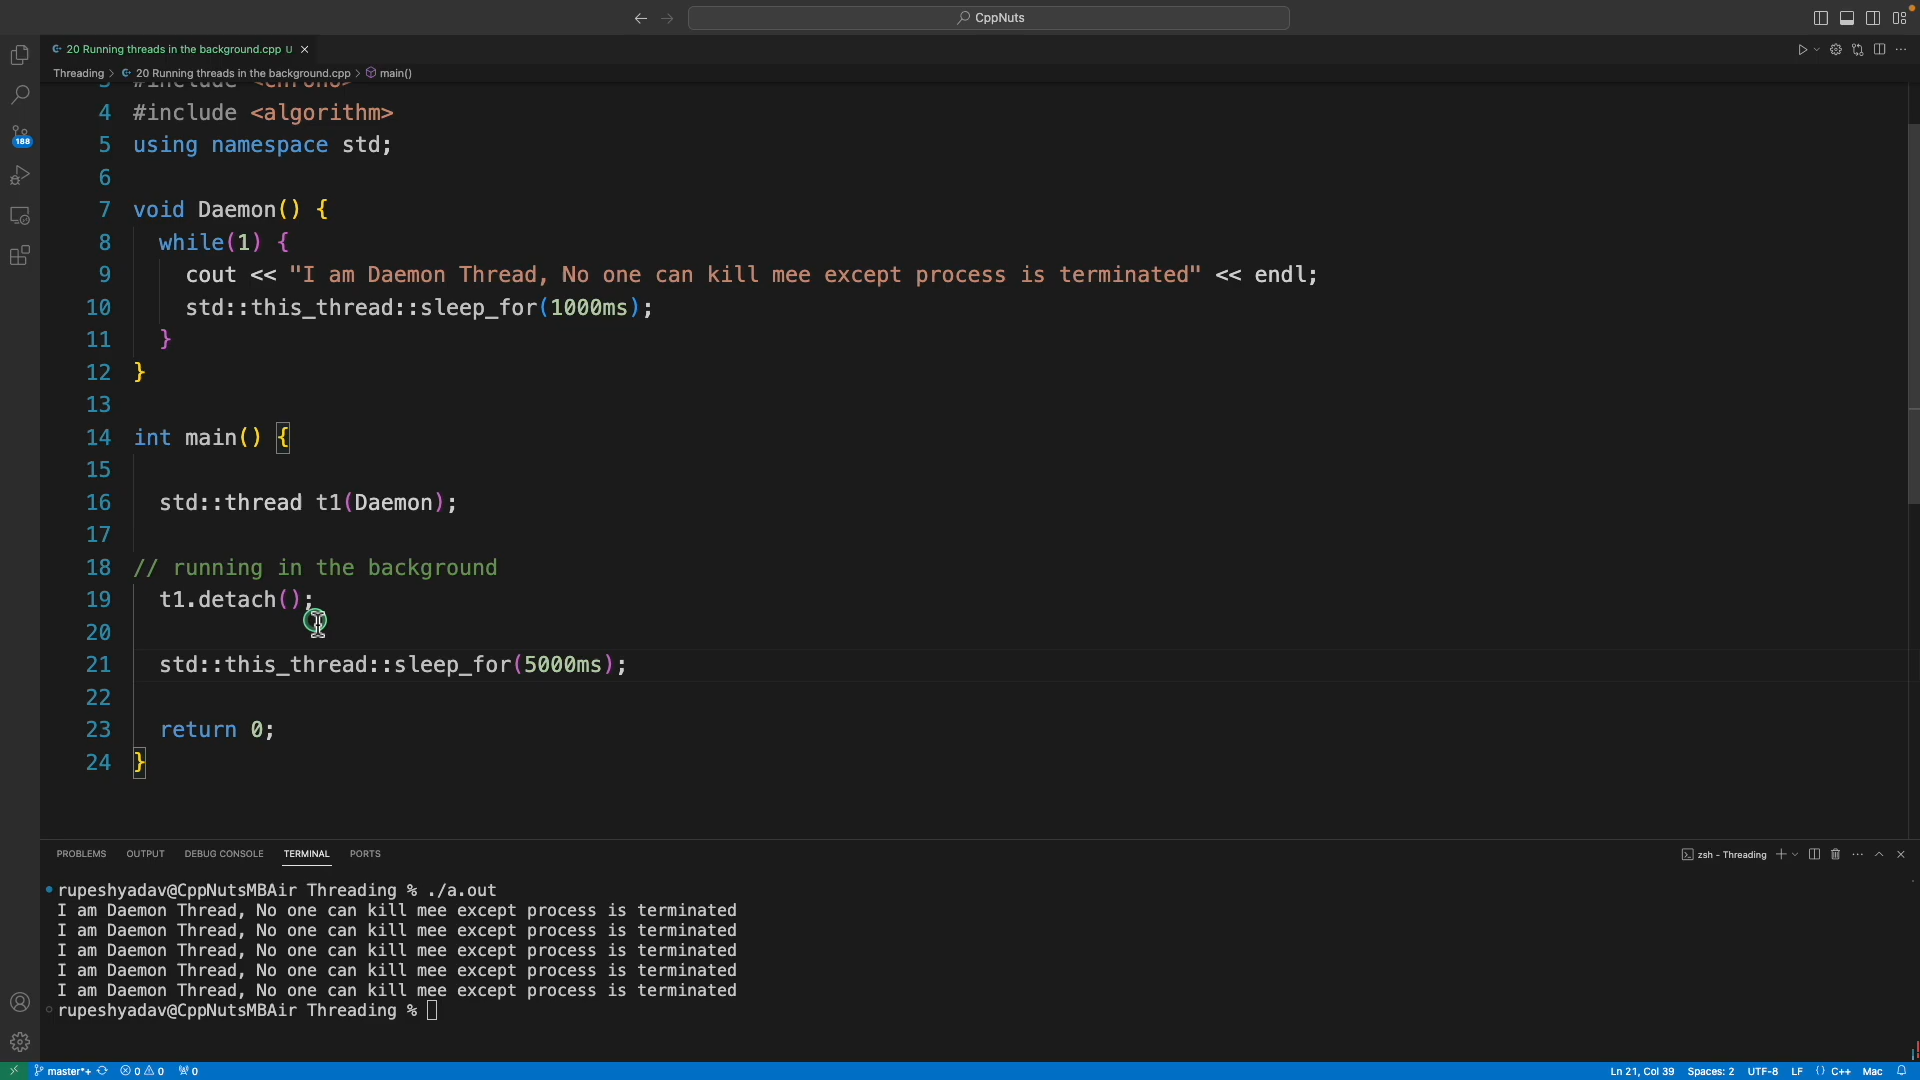 CppNuts
20 Running threads in the background.cpp U
Threading > 20 Running threads in the background.cpp > main()
3 #include <chrono>
4 #include <algorithm>
5 using namespace std;
6
7 void Daemon() {
8 while(1) {
9 cout << "I am Daemon Thread, No one can kill mee except process is terminated" << endl;
10 std::this_thread::sleep_for(1000ms);
11 }
12 }
13
14 int main() {
15
16 std::thread t1(Daemon);
17
18 // running in the background
19 t1.detach();
20
21 std::this_thread::sleep_for(5000ms);
22
23 return 0;
24 }
188
PROBLEMS OUTPUT DEBUG CONSOLE TERMINAL PORTS zsh - Threading
rupeshyadav@CppNutsMBAir Threading % ./a.out
I am Daemon Thread, No one can kill mee except process is terminated
I am Daemon Thread, No one can kill mee except process is terminated
I am Daemon Thread, No one can kill mee except process is terminated
I am Daemon Thread, No one can kill mee except process is terminated
I am Daemon Thread, No one can kill mee except process is terminated
rupeshyadav@CppNutsMBAir Threading %
master*+ 0 0 0 Ln 21, Col 39 Spaces: 2 UTF-8 LF {} C++ Mac